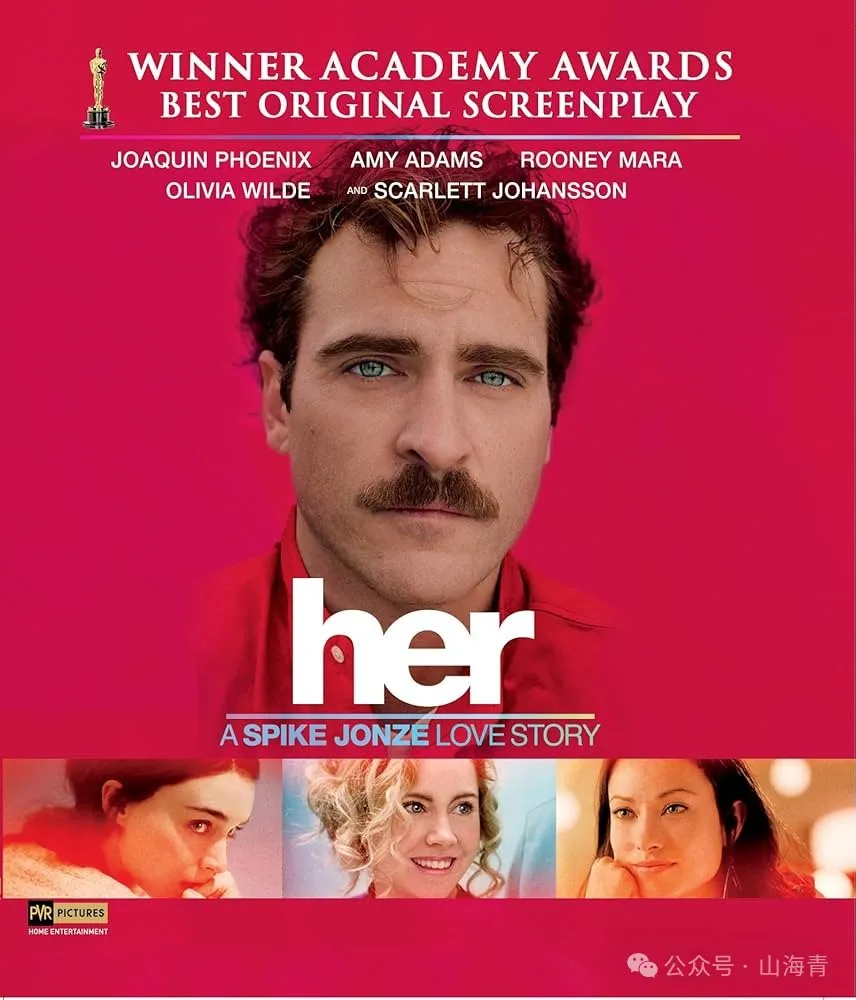 WINNER ACADEMY AWARDS
BEST ORIGINAL SCREENPLAY
JOAQUIN PHOENIX AMY ADAMS ROONEY MARA
OLIVIA WILDE AND SCARLETT JOHANSSON
her
A SPIKE JONZE LOVE STORY
PVR PICTURES
HOME ENTERTAINMENT
公众号 · 山海青